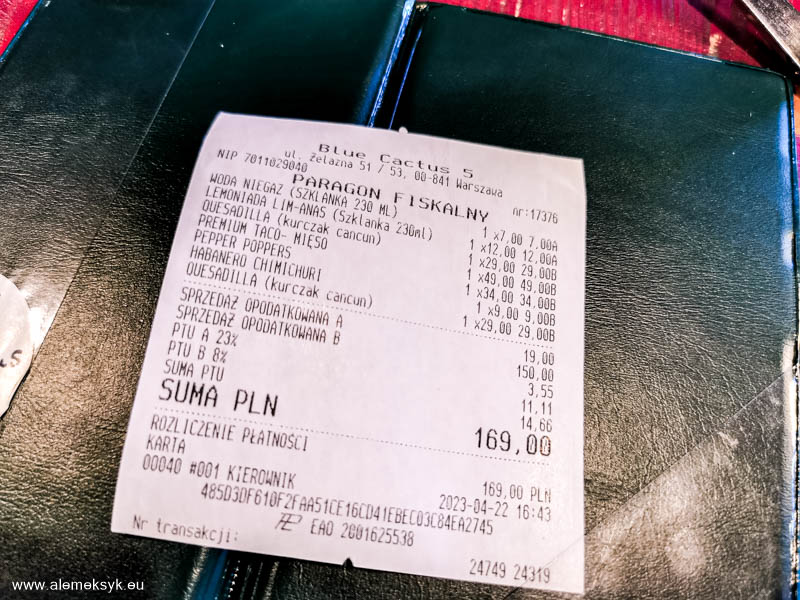 Blue Cactus 5
ul. Żelazna 51 / 53, 00-841 Warszawa
NIP 7011029040 nr:17376
PARAGON FISKALNY
WODA NIEGAZ (SZKLANKA 230 ML) 1 x7,00 7,00A
LEMONIADA LIM-ANAS (Szklanka 230ml) 1 x12,00 12,00A
QUESADILLA (kurczak cancun) 1 x29,00 29,00B
PREMIUM TACO- MIĘSO 1 x49,00 49,00B
PEPPER POPPERS 1 x34,00 34,00B
HABANERO CHIMICHURI 1 x9,00 9,00B
QUESADILLA (kurczak cancun) 1 x29,00 29,00B
SPRZEDAŻ OPODATKOWANA A 19,00
SPRZEDAŻ OPODATKOWANA B 150,00
PTU A 23% 3,55
PTU B 8% 11,11
SUMA PTU 14,66
SUMA PLN 169,00
ROZLICZENIE PŁATNOŚCI
KARTA 169,00 PLN
00040 #001 KIEROWNIK 2023-04-22 16:43
485D3DF610F2FAA51CE16CD41EBEC03C84EA2745
EAO 2001625538
Nr transakcji: 24749 24319
www.alemeksyk.eu